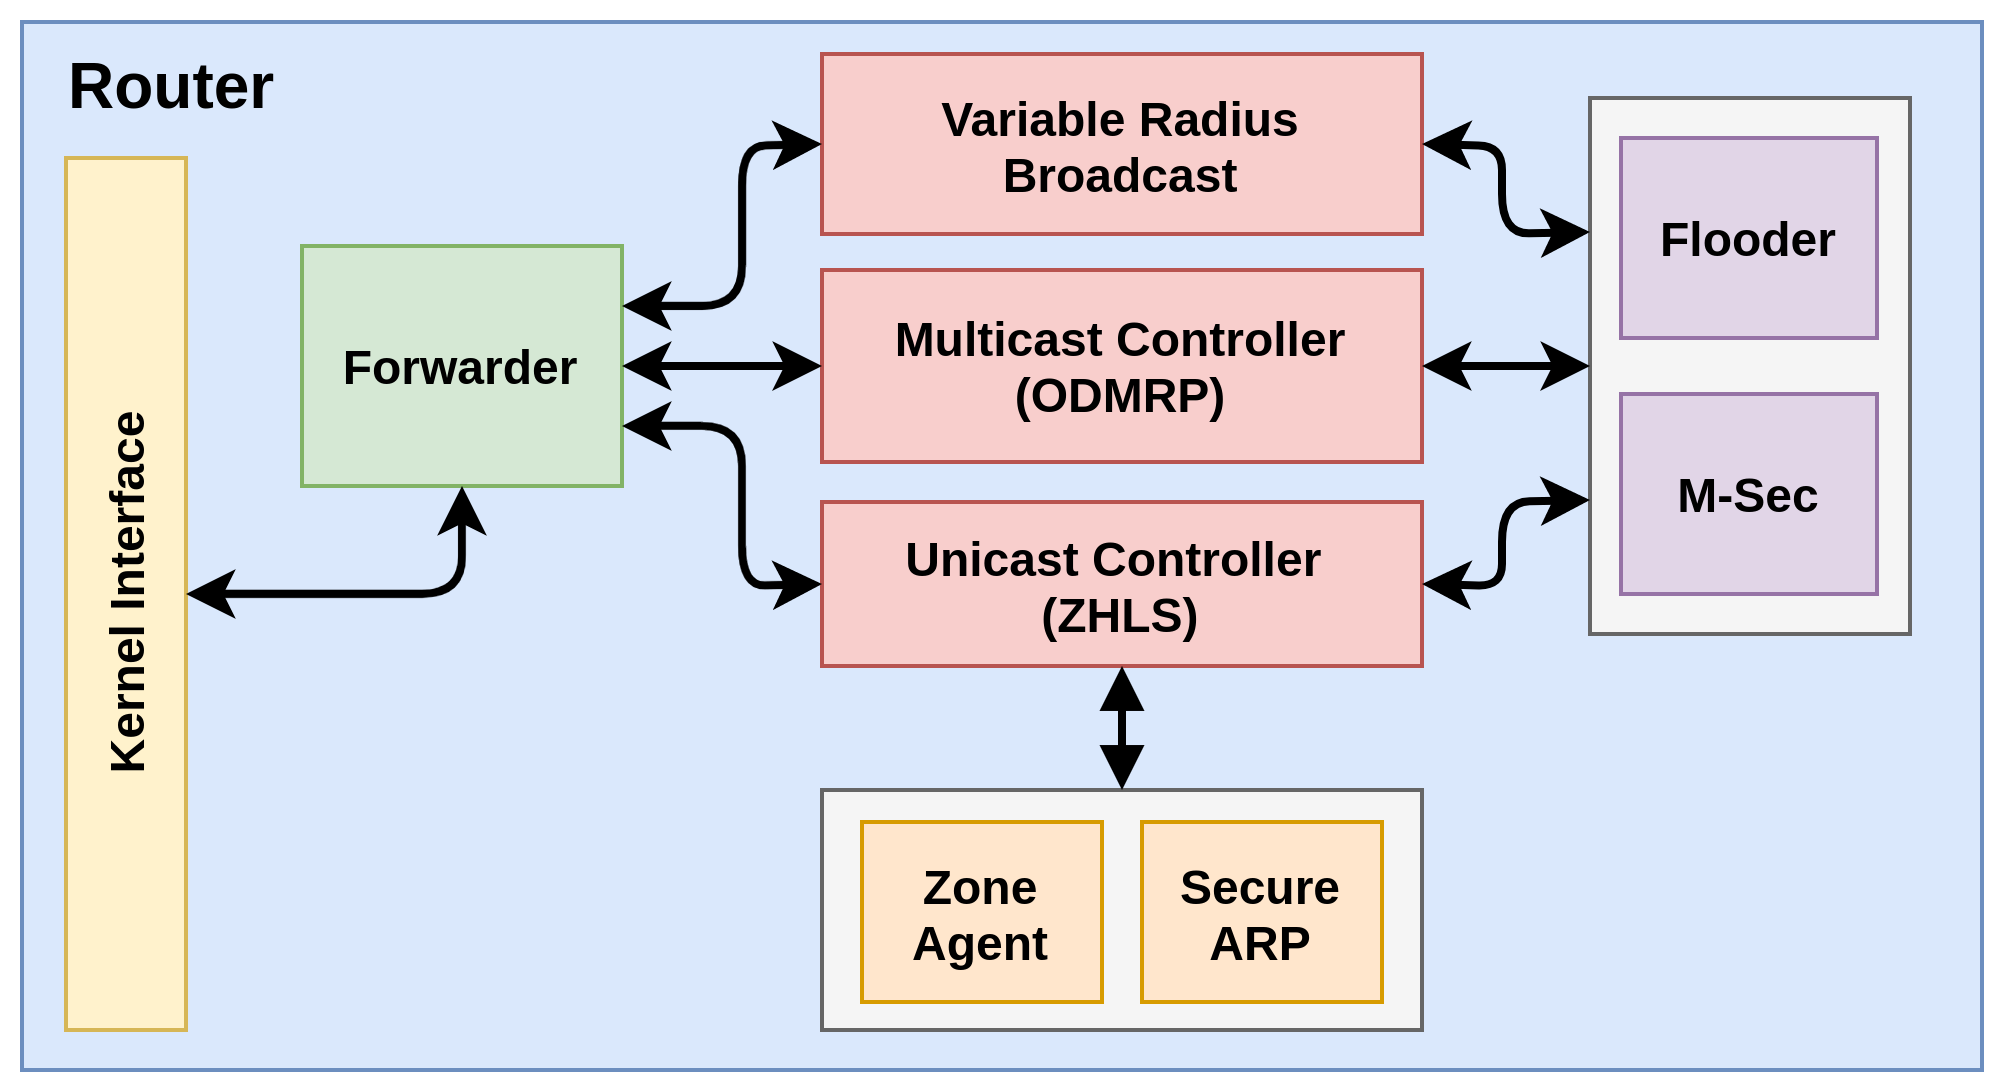 Router
Kernel Interface
Forwarder
Variable Radius
Broadcast
Multicast Controller
(ODMRP)
Unicast Controller
(ZHLS)
Flooder
M-Sec
Zone
Agent
Secure
ARP